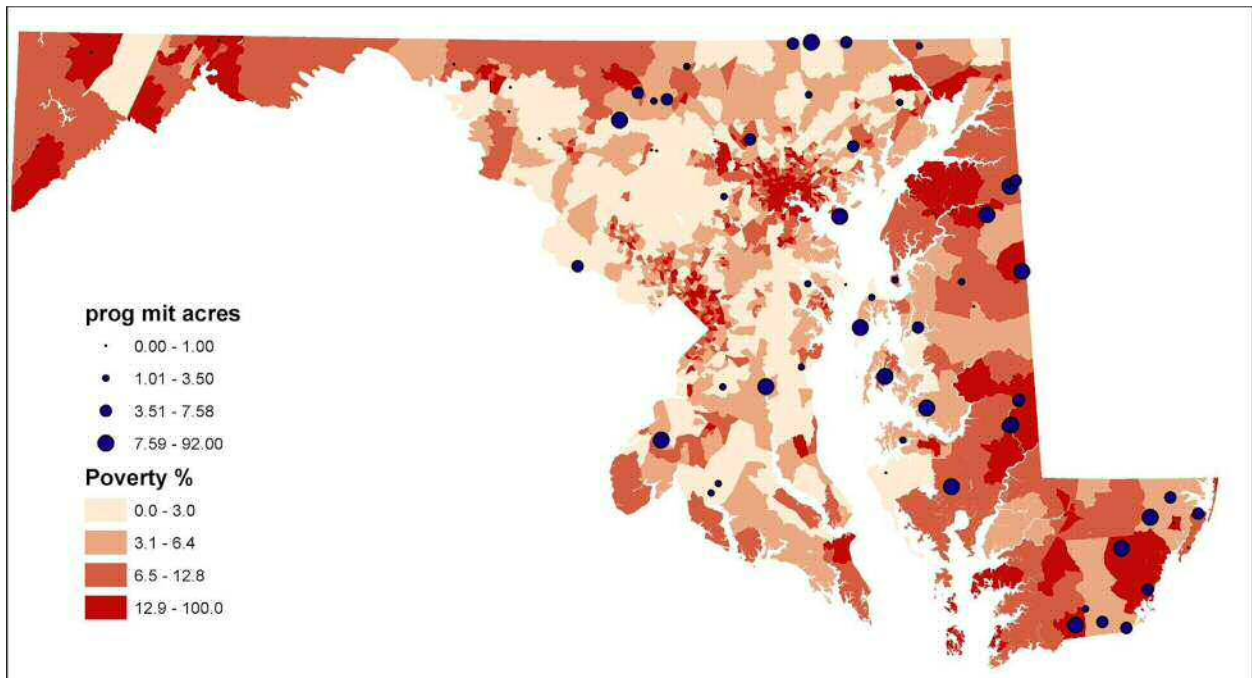 prog mit acres
0.00 - 1.00
1.01 - 3.50
3.51 - 7.58
7.59 - 92.00
Poverty %
0.0 - 3.0
3.1 - 6.4
6.5 - 12.8
12.9 - 100.0